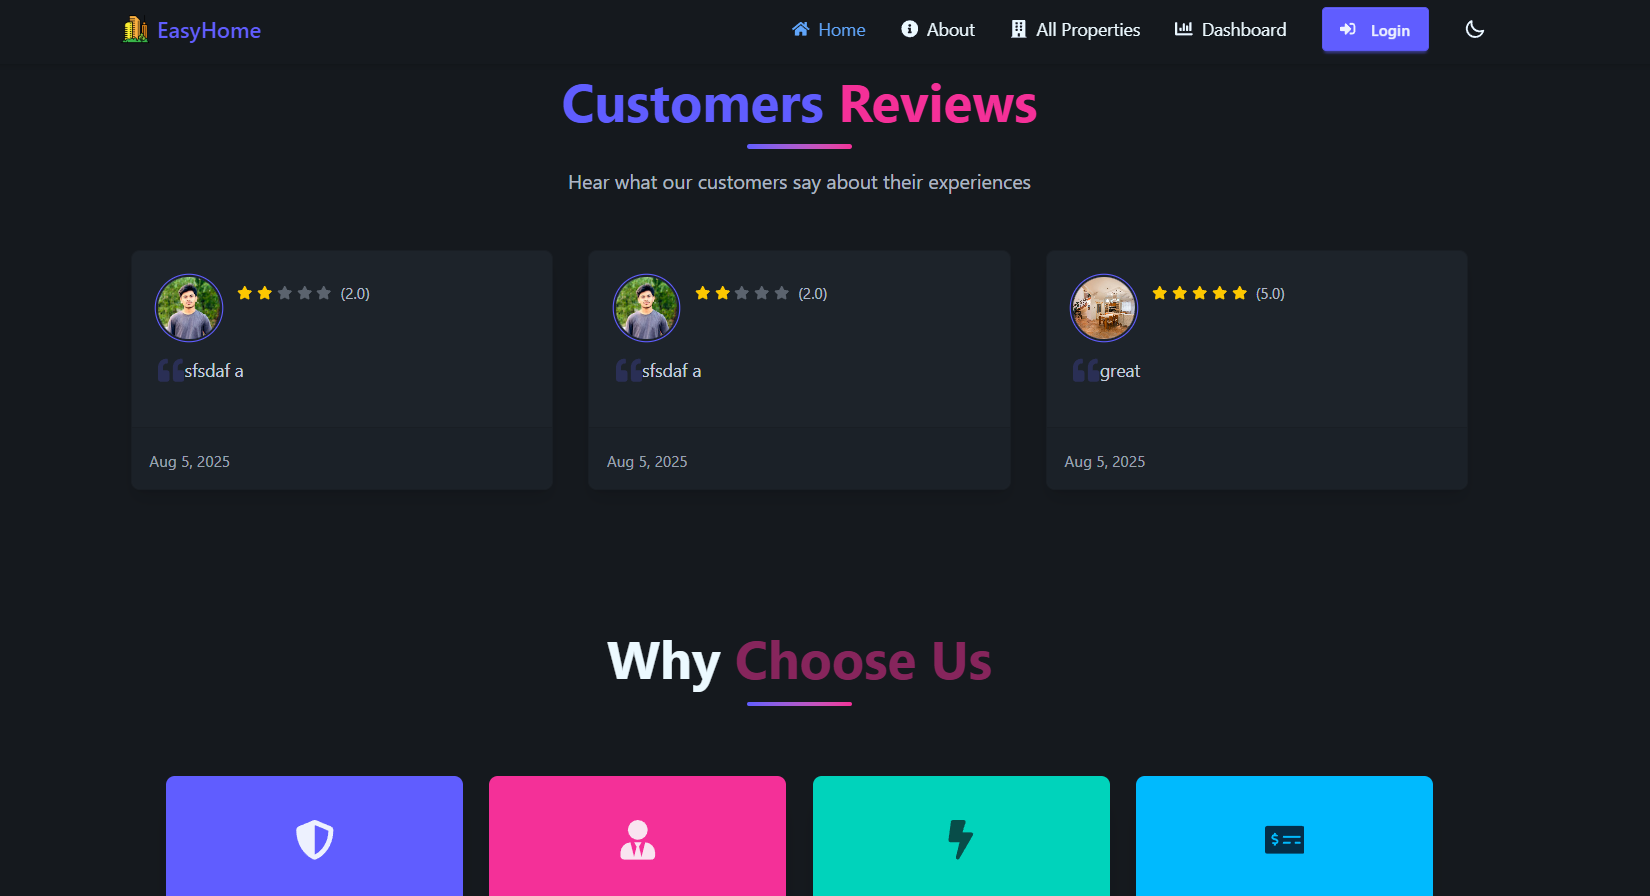 EasyHome Home About All Properties Dashboard Login
Customers Reviews
Hear what our customers say about their experiences
(2.0) (2.0) (5.0)
❝sfsdaf a ❝sfsdaf a ❝great
Aug 5, 2025 Aug 5, 2025 Aug 5, 2025
Why Choose Us
$